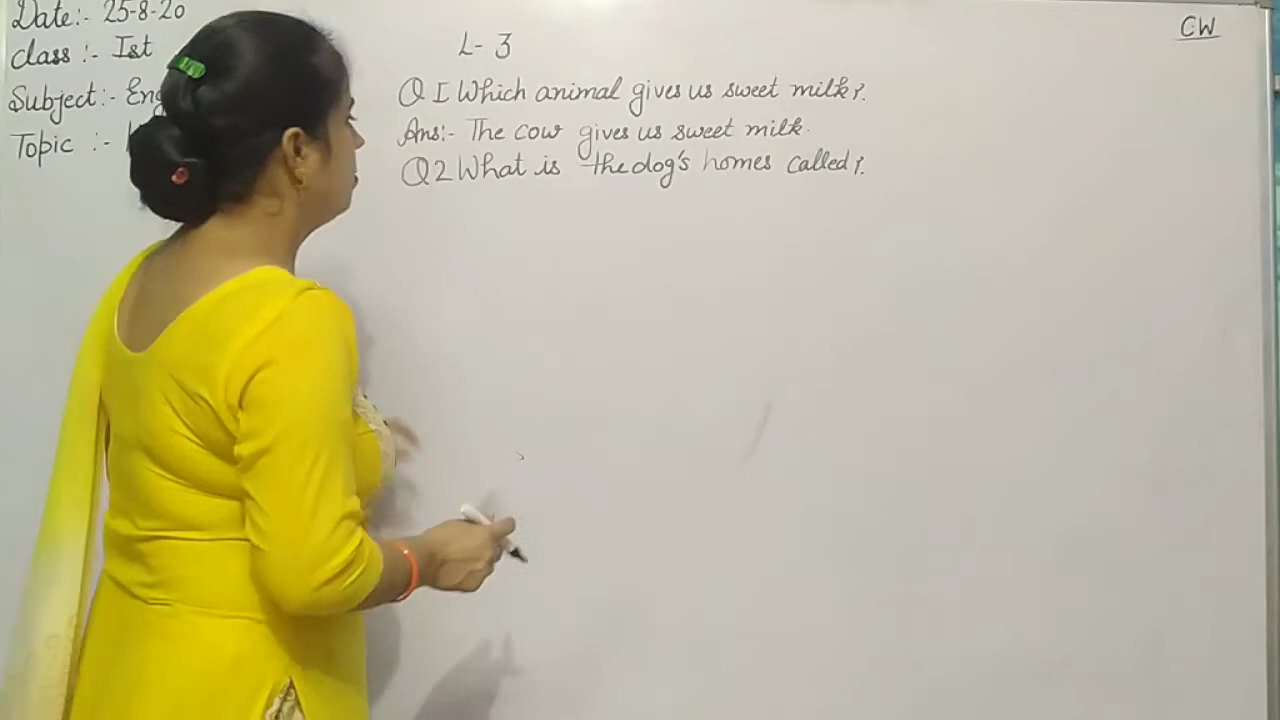 Date:- 25-8-20
Class :- Ist
Subject:- Eng
Topic :-
CW
L- 3
Q I Which animal gives us sweet milk?.
Ans:- The cow gives us sweet milk.
Q2 What is the dog's homes called?.